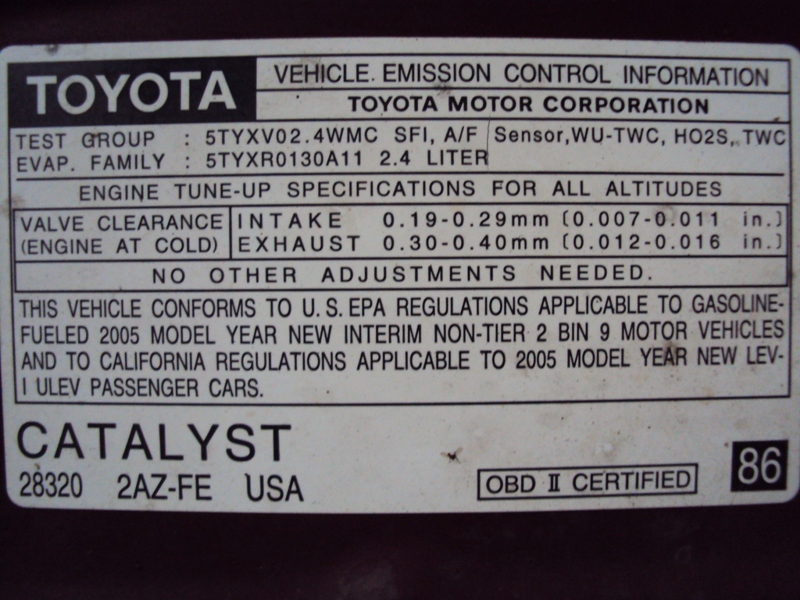 TOYOTA
VEHICLE EMISSION CONTROL INFORMATION
TOYOTA MOTOR CORPORATION
TEST GROUP : 5TYXV02.4WMC SFI, A/F Sensor,WU-TWC, HO2S, TWC
EVAP. FAMILY : 5TYXR0130A11 2.4 LITER
ENGINE TUNE-UP SPECIFICATIONS FOR ALL ALTITUDES
VALVE CLEARANCE INTAKE 0.19-0.29mm (0.007-0.011 in.)
(ENGINE AT COLD) EXHAUST 0.30-0.40mm (0.012-0.016 in.)
NO OTHER ADJUSTMENTS NEEDED.
THIS VEHICLE CONFORMS TO U.S. EPA REGULATIONS APPLICABLE TO GASOLINE-
FUELED 2005 MODEL YEAR NEW INTERIM NON-TIER 2 BIN 9 MOTOR VEHICLES
AND TO CALIFORNIA REGULATIONS APPLICABLE TO 2005 MODEL YEAR NEW LEV-
I ULEV PASSENGER CARS.
CATALYST
28320 2AZ-FE USA
OBD II CERTIFIED
86